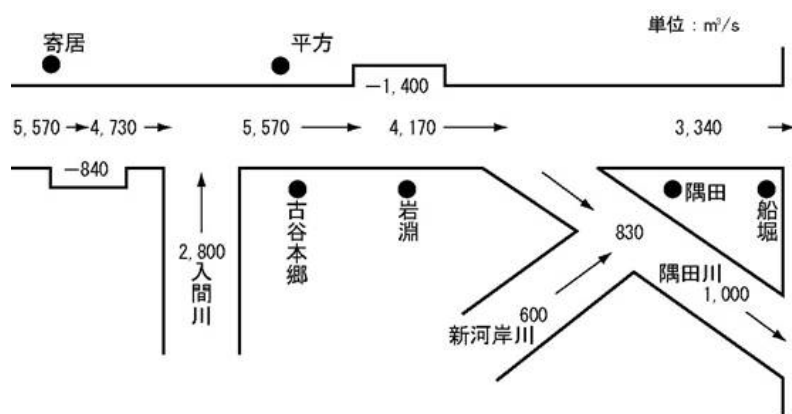 単位：m³/s
寄居
平方
－1,400
5,570
4,730
5,570
4,170
3,340
－840
2,800
入間川
古谷本郷
岩淵
隅田
船堀
830
隅田川
1,000
600
新河岸川